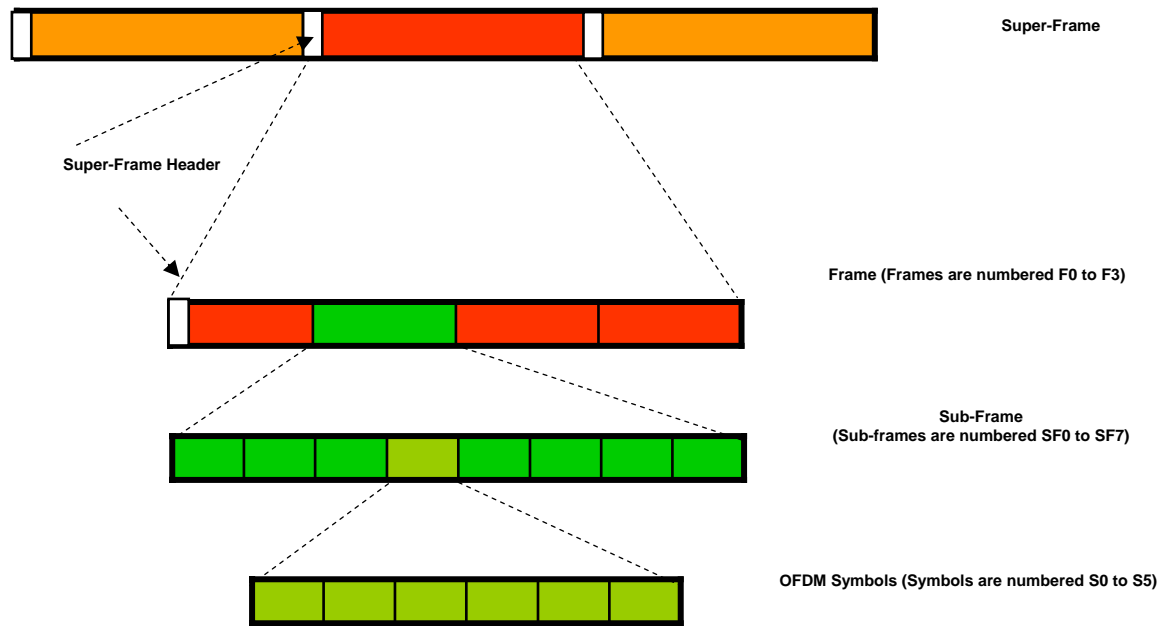 Super-Frame
Super-Frame Header
Frame (Frames are numbered F0 to F3)
Sub-Frame
(Sub-frames are numbered SF0 to SF7)
OFDM Symbols (Symbols are numbered S0 to S5)